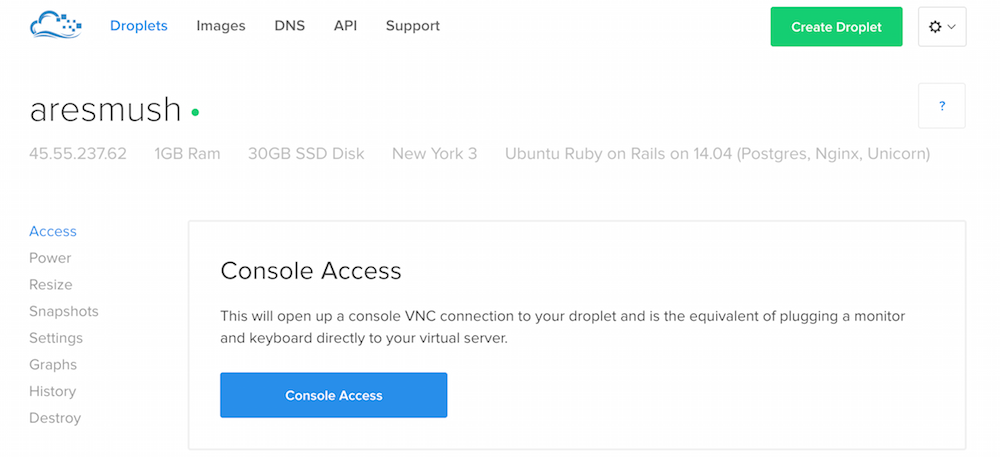 Droplets Images DNS API Support Create Droplet
aresmush
?
45.55.237.62 1GB Ram 30GB SSD Disk New York 3 Ubuntu Ruby on Rails on 14.04 (Postgres, Nginx, Unicorn)
Access
Power
Resize
Snapshots
Settings
Graphs
History
Destroy
Console Access
This will open up a console VNC connection to your droplet and is the equivalent of plugging a monitor
and keyboard directly to your virtual server.
Console Access